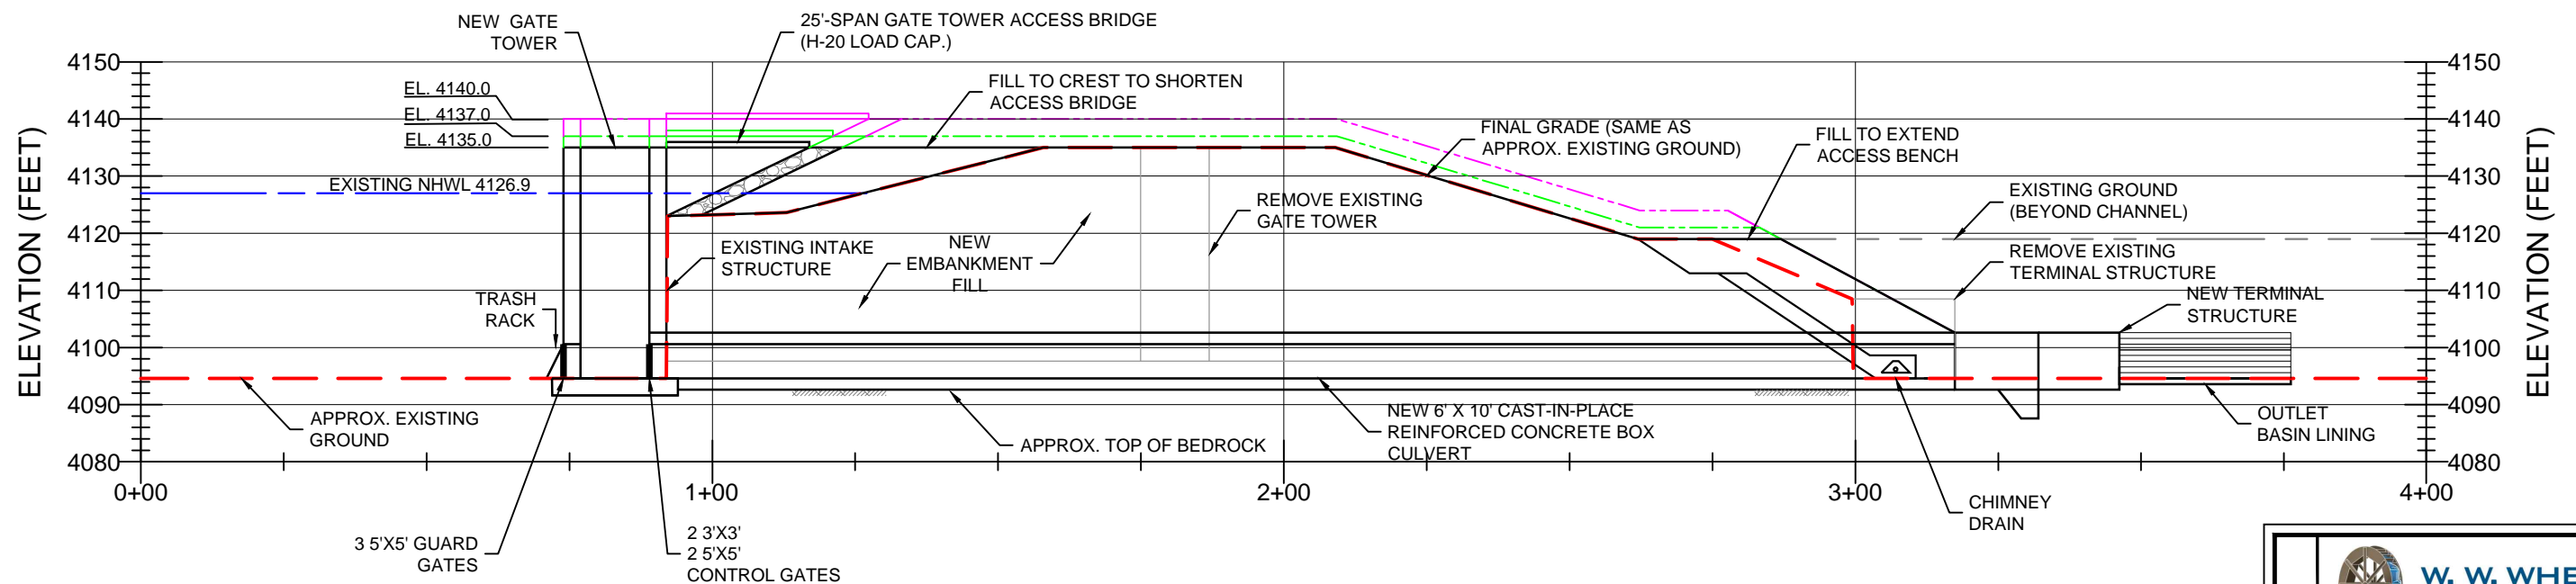 NEW GATE
TOWER
25'-SPAN GATE TOWER ACCESS BRIDGE
(H-20 LOAD CAP.)
4150
4150
EL. 4140.0
EL. 4137.0
EL. 4135.0
FILL TO CREST TO SHORTEN
ACCESS BRIDGE
FINAL GRADE (SAME AS
APPROX. EXISTING GROUND)
FILL TO EXTEND
ACCESS BENCH
4140
4140
EXISTING NHWL 4126.9
4130
4130
REMOVE EXISTING
GATE TOWER
EXISTING GROUND
(BEYOND CHANNEL)
ELEVATION (FEET)
ELEVATION (FEET)
4120
4120
EXISTING INTAKE
STRUCTURE
NEW
EMBANKMENT
FILL
REMOVE EXISTING
TERMINAL STRUCTURE
4110
4110
TRASH
RACK
NEW TERMINAL
STRUCTURE
4100
4100
4090
4090
APPROX. EXISTING
GROUND
APPROX. TOP OF BEDROCK
NEW 6' X 10' CAST-IN-PLACE
REINFORCED CONCRETE BOX
CULVERT
OUTLET
BASIN LINING
4080
4080
0+00
1+00
2+00
3+00
4+00
3 5'X5' GUARD
GATES
2 3'X3'
2 5'X5'
CONTROL GATES
CHIMNEY
DRAIN
W. W. WHE